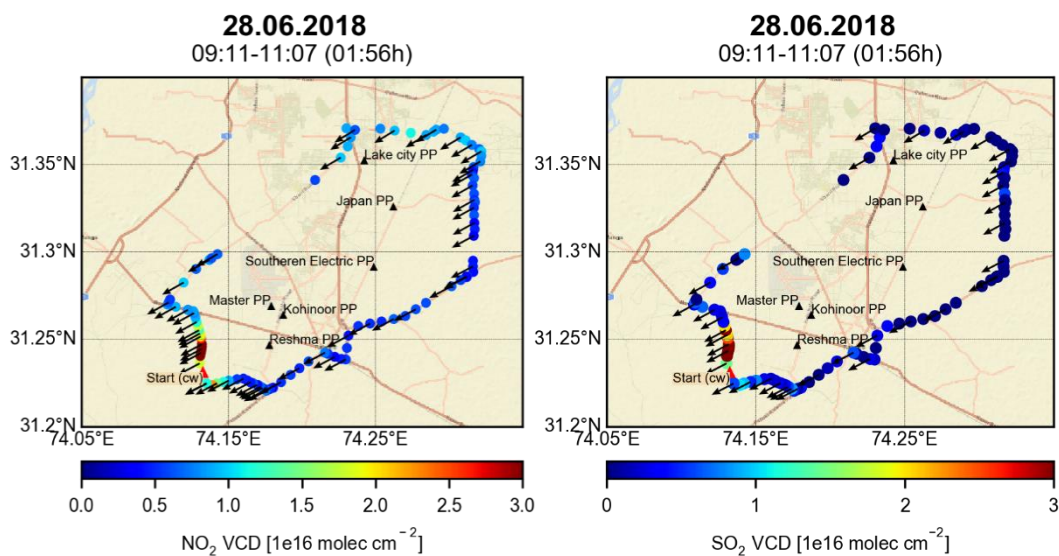 28.06.2018
09:11-11:07 (01:56h)
31.35°N
31.3°N
31.25°N
31.2°N
74.05°E
74.15°E
74.25°E
Lake city PP
Japan PP
Southeren Electric PP
Master PP
Kohinoor PP
Reshma PP
Start (cw)
0.0 0.5 1.0 1.5 2.0 2.5 3.0
NO₂ VCD [1e16 molec cm⁻²]
28.06.2018
09:11-11:07 (01:56h)
31.35°N
31.3°N
31.25°N
31.2°N
74.05°E
74.15°E
74.25°E
Lake city PP
Japan PP
Southeren Electric PP
Master PP
Kohinoor PP
Reshma PP
Start (cw)
0 1 2 3
SO₂ VCD [1e16 molec cm⁻²]